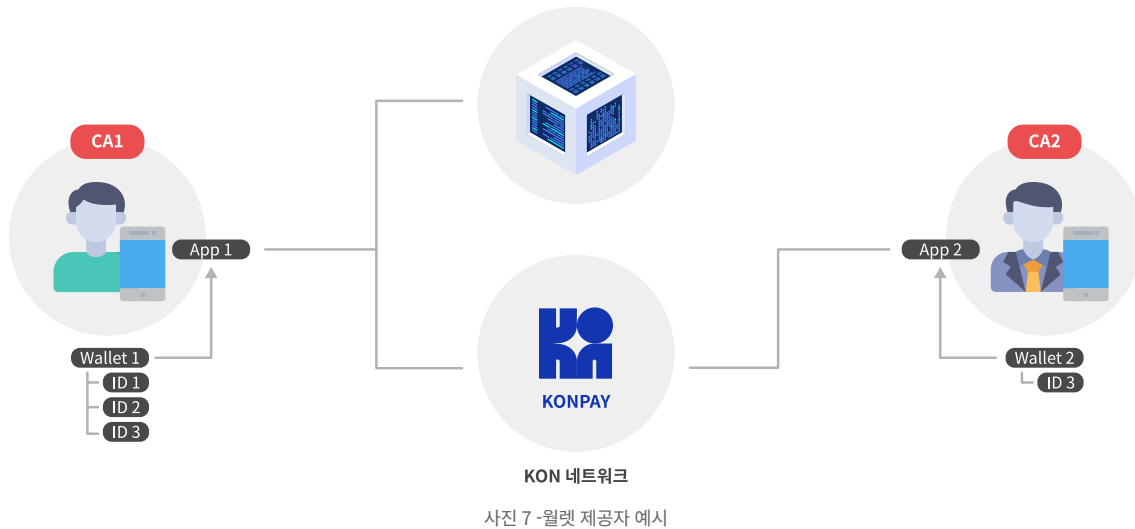 CA1
App 1
Wallet 1
ID 1
ID 2
ID 3
KONPAY
KON 네트워크
CA2
App 2
Wallet 2
ID 3
사진 7 -월렛 제공자 예시